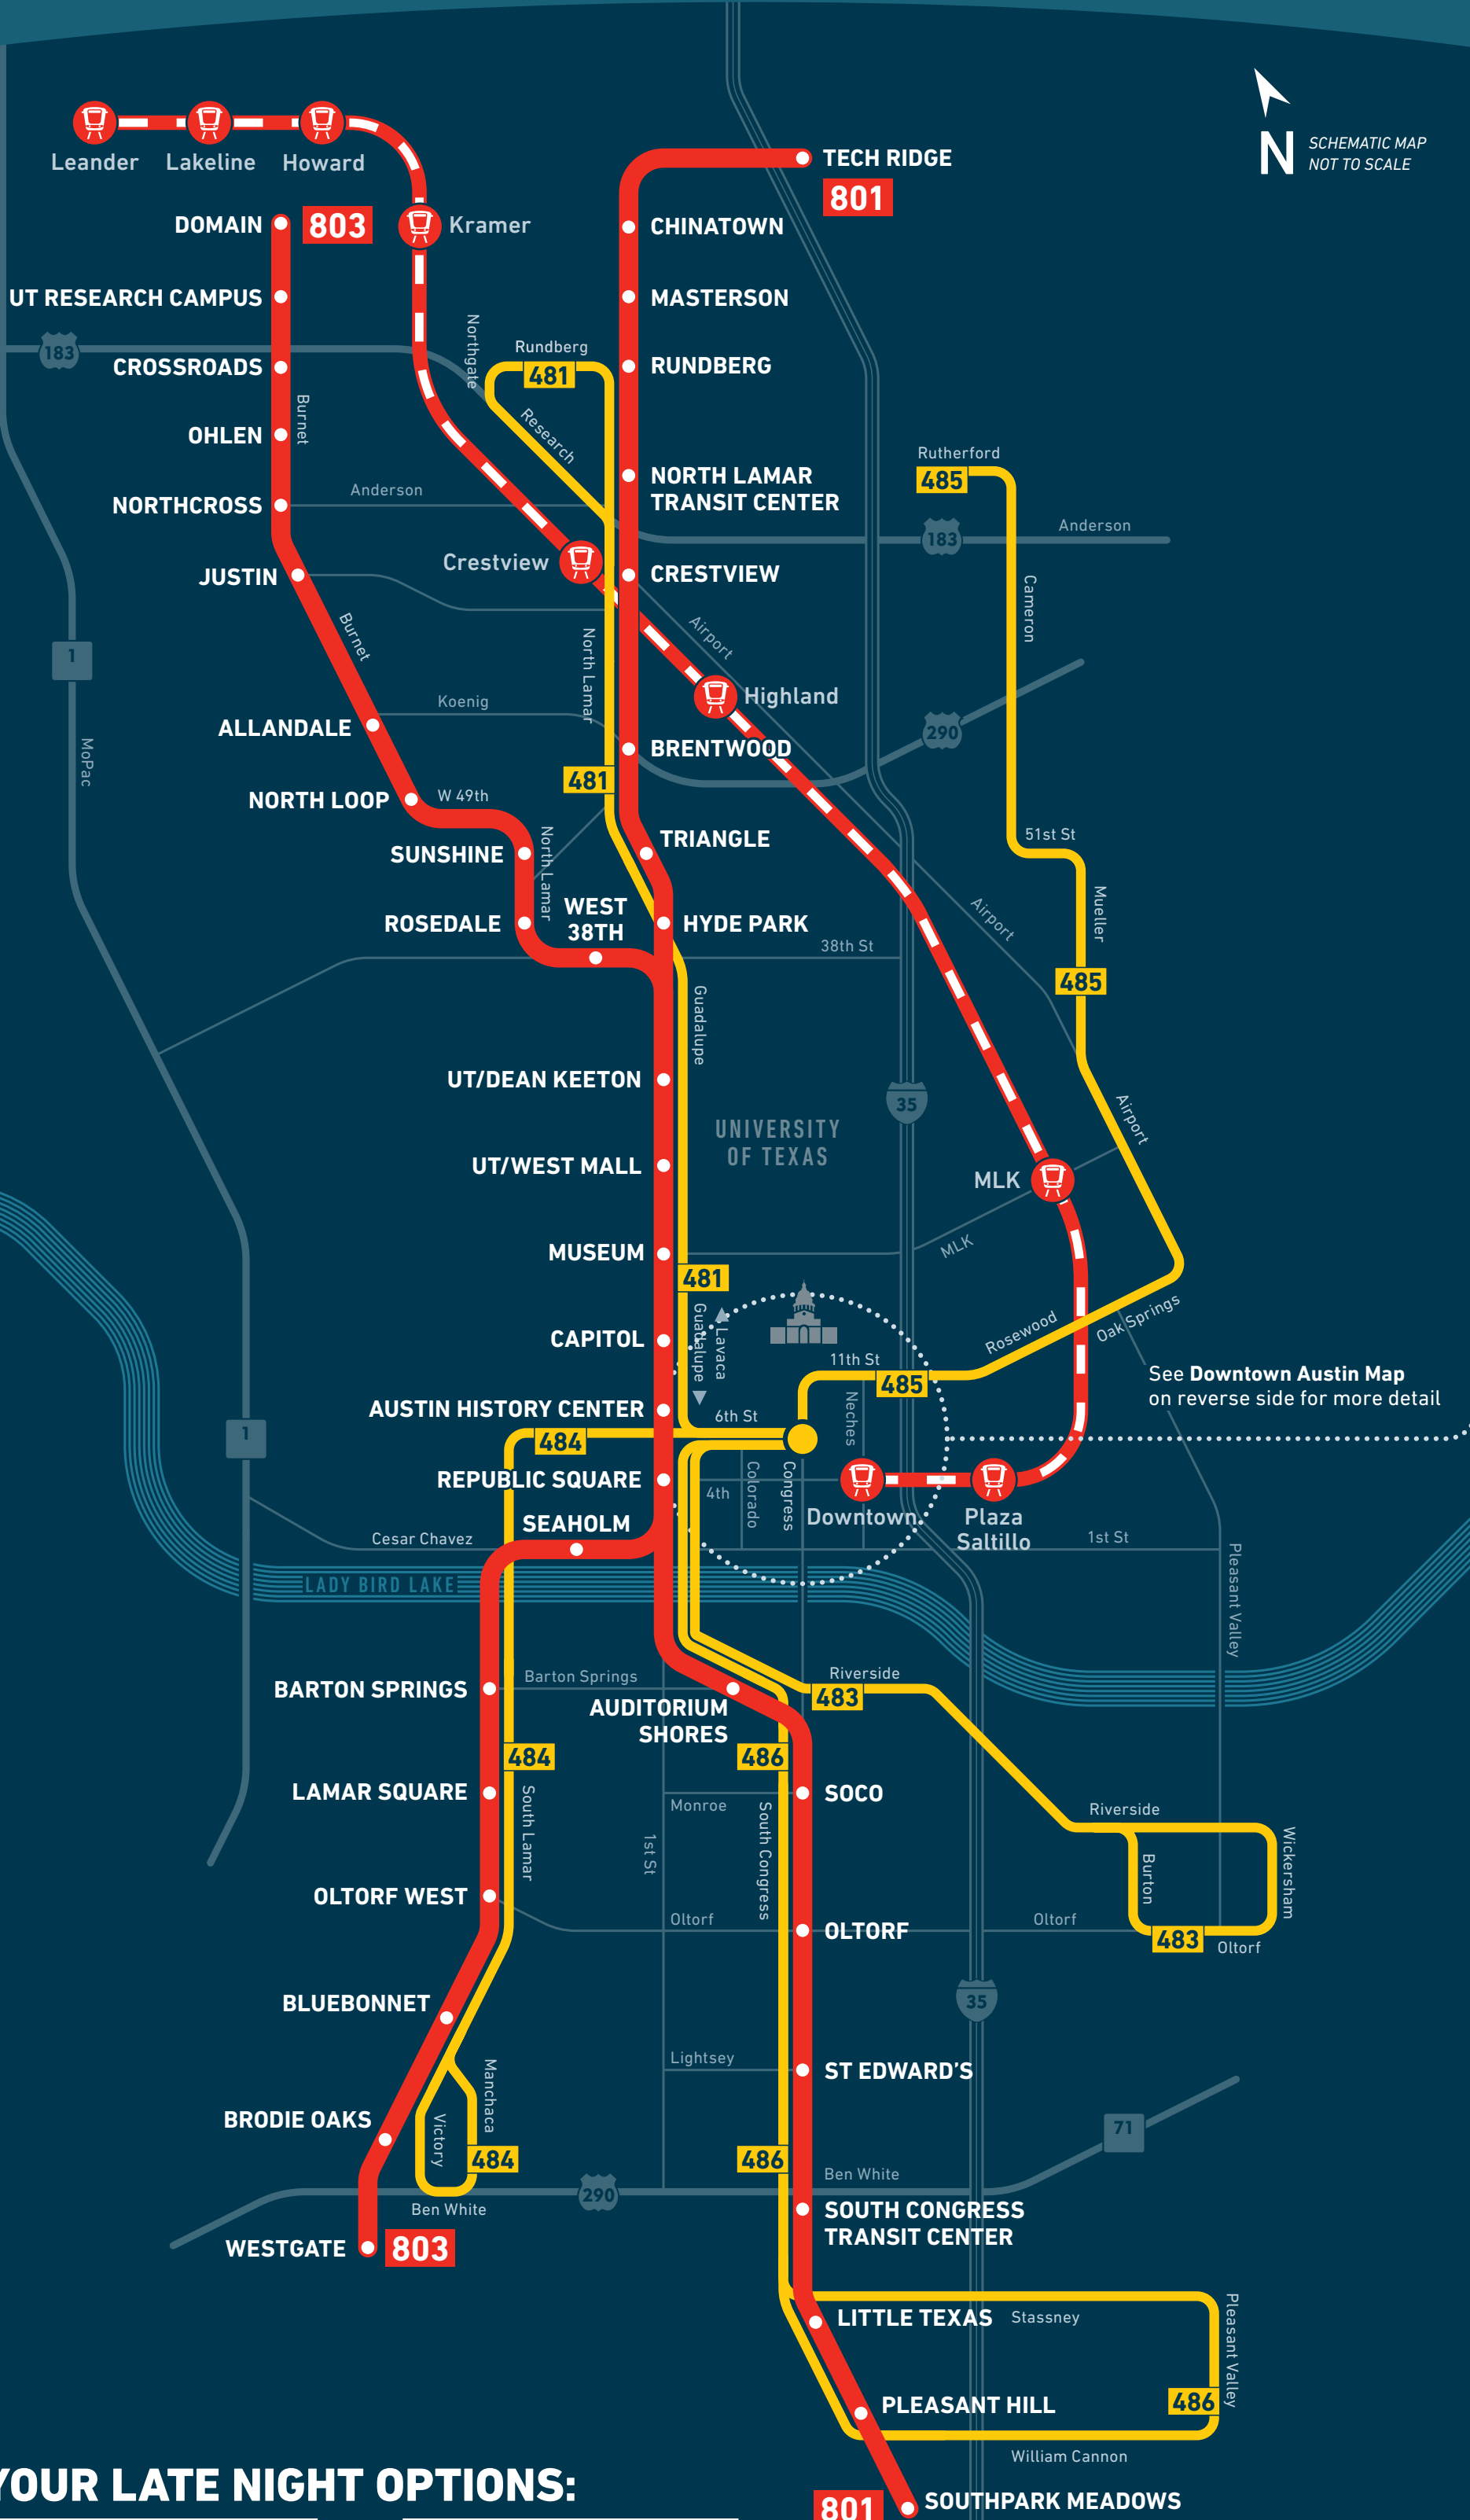 SCHEMATIC MAP
NOT TO SCALE
N
Leander
Lakeline
Howard
TECH RIDGE
801
DOMAIN
803
Kramer
CHINATOWN
UT RESEARCH CAMPUS
MASTERSON
183
Northgate
Rundberg
481
CROSSROADS
RUNDBERG
Burnet
OHLEN
Research
Rutherford
485
NORTH LAMAR
TRANSIT CENTER
Anderson
NORTHCROSS
183
Anderson
Crestview
CRESTVIEW
JUSTIN
Cameron
Burnet
North Lamar
Airport
1
Koenig
Highland
ALLANDALE
290
BRENTWOOD
MoPac
481
NORTH LOOP
W 49th
51st St
TRIANGLE
SUNSHINE
North Lamar
WEST
38TH
ROSEDALE
HYDE PARK
Airport
Mueller
38th St
485
Guadalupe
UT/DEAN KEETON
35
UNIVERSITY
OF TEXAS
Airport
UT/WEST MALL
MLK
MLK
MUSEUM
481
Guadalupe
Lavaca
CAPITOL
Rosewood
Oak Springs
11th St
485
See Downtown Austin Map
on reverse side for more detail
AUSTIN HISTORY CENTER
6th St
Neches
484
1
REPUBLIC SQUARE
4th
Colorado
Congress
Downtown
Plaza
Saltillo
SEAHOLM
Cesar Chavez
1st St
LADY BIRD LAKE
Pleasant Valley
Barton Springs
Riverside
BARTON SPRINGS
483
AUDITORIUM
SHORES
484
486
LAMAR SQUARE
SOCO
Monroe
Riverside
South Lamar
1st St
South Congress
Burton
Wickersham
OLTORF WEST
Oltorf
OLTORF
Oltorf
483
Oltorf
BLUEBONNET
35
Lightsey
ST EDWARD'S
Manchaca
BRODIE OAKS
Victory
71
484
486
Ben White
290
Ben White
SOUTH CONGRESS
TRANSIT CENTER
WESTGATE
803
LITTLE TEXAS
Stassney
Pleasant Valley
PLEASANT HILL
486
William Cannon
YOUR LATE NIGHT OPTIONS:
801
SOUTHPARK MEADOWS